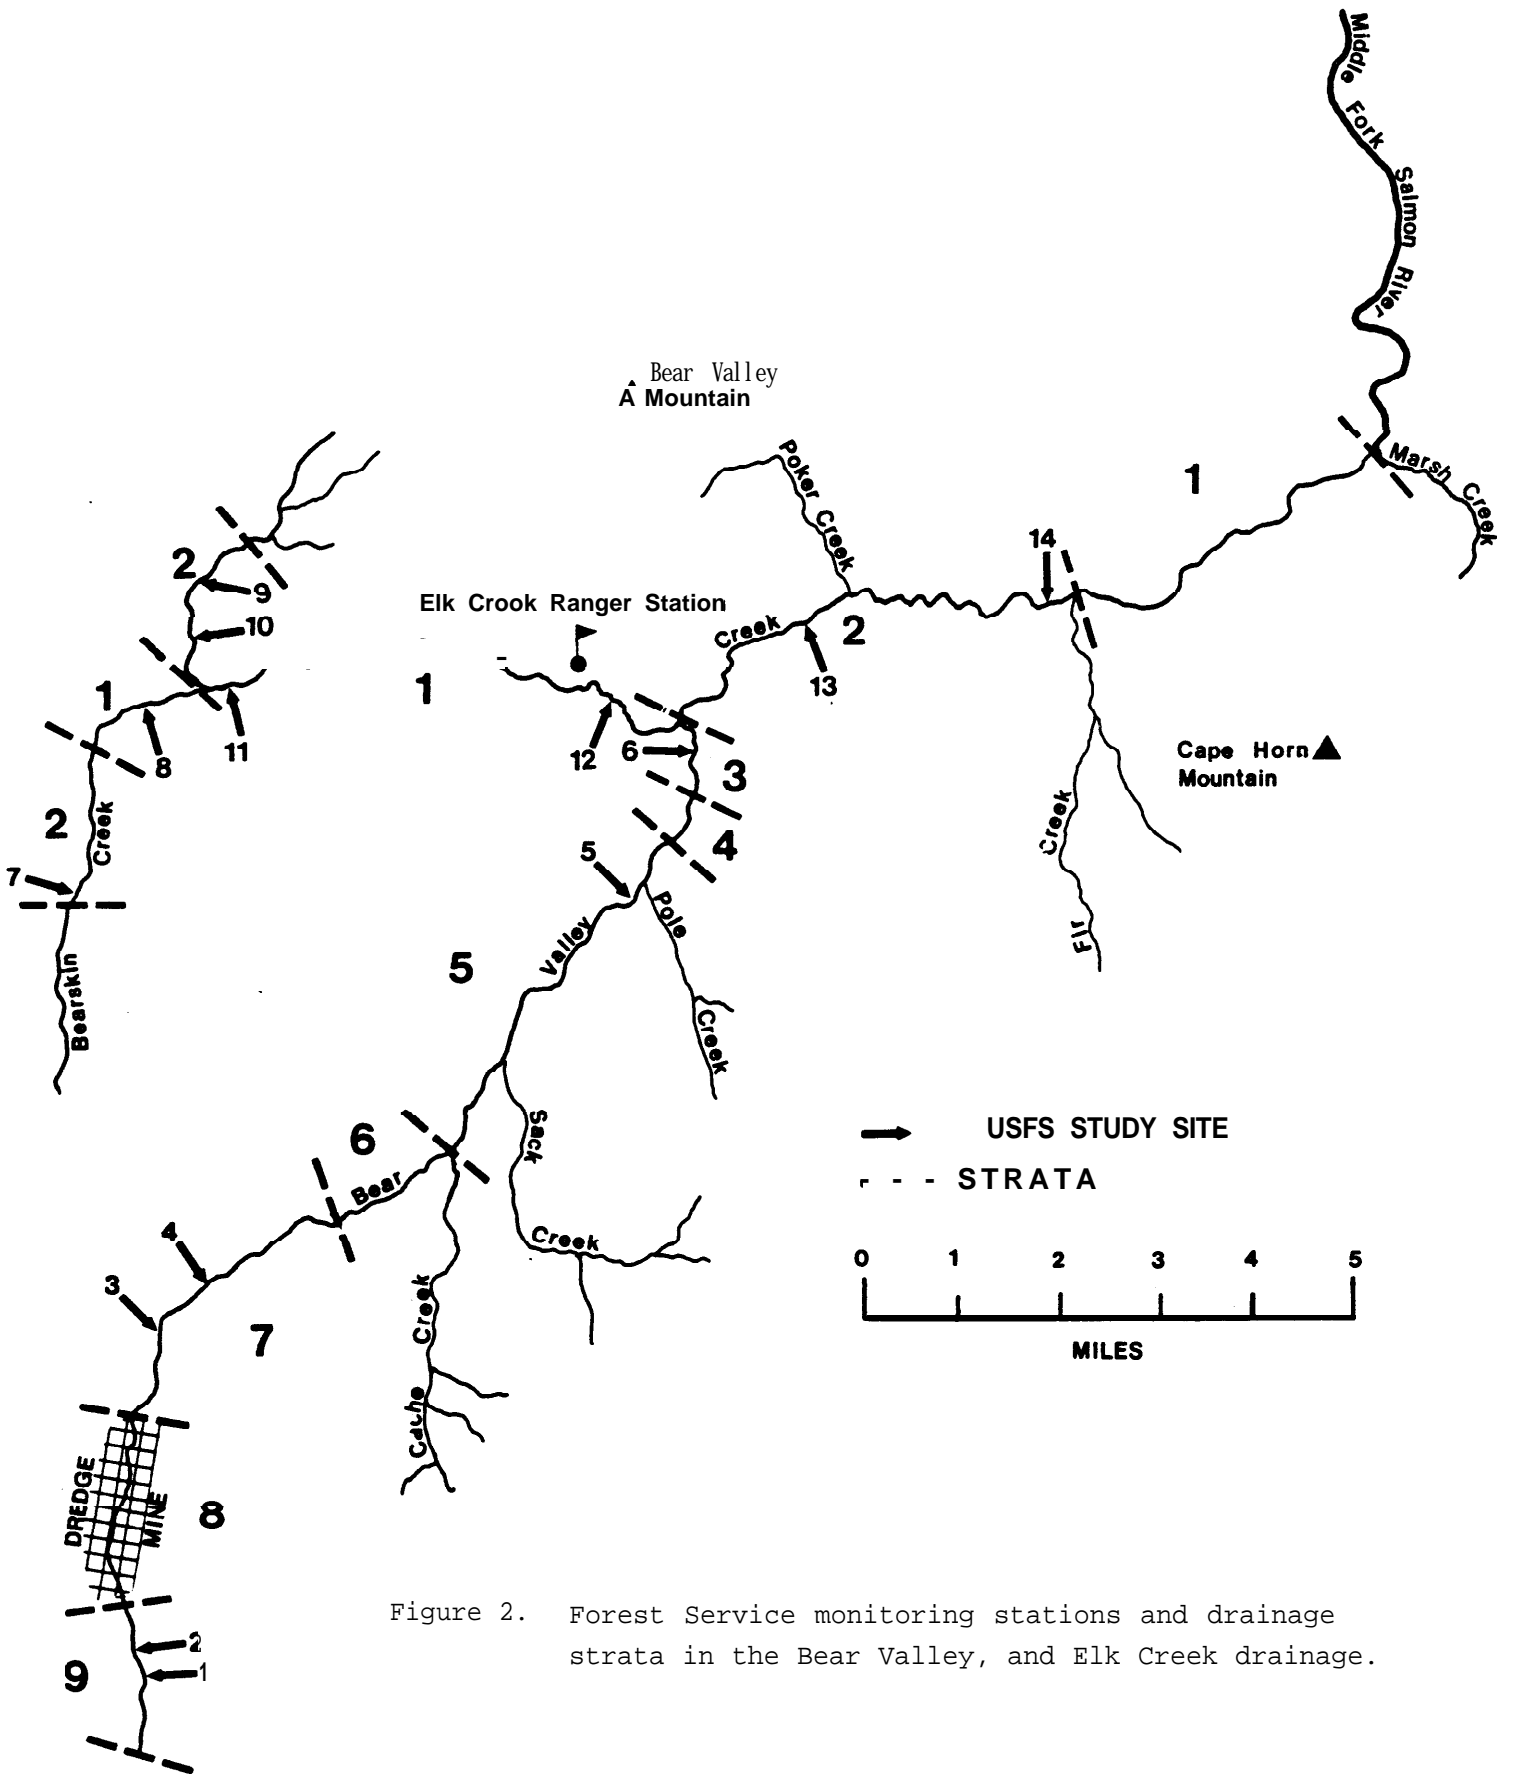 Middle Fork Salmon River
Bear Valley
A Mountain
Poker Creek
1
Marsh Creek
14
2
9
Elk Crook Ranger Station
10
Creek
2
13
1
1
11
8
12
6
3
Cape Horn
Mountain
2
Creek
4
5
Creek
7
Pole
Valley
Fir
5
Bearskin
Creek
USFS STUDY SITE
Sack
6
STRATA
Bear
4
Creek
0 1 2 3 4 5
3
Creek
7
MILES
Cache
DREDGE
MINE
8
Figure 2. Forest Service monitoring stations and drainage
strata in the Bear Valley, and Elk Creek drainage.
2
9
1